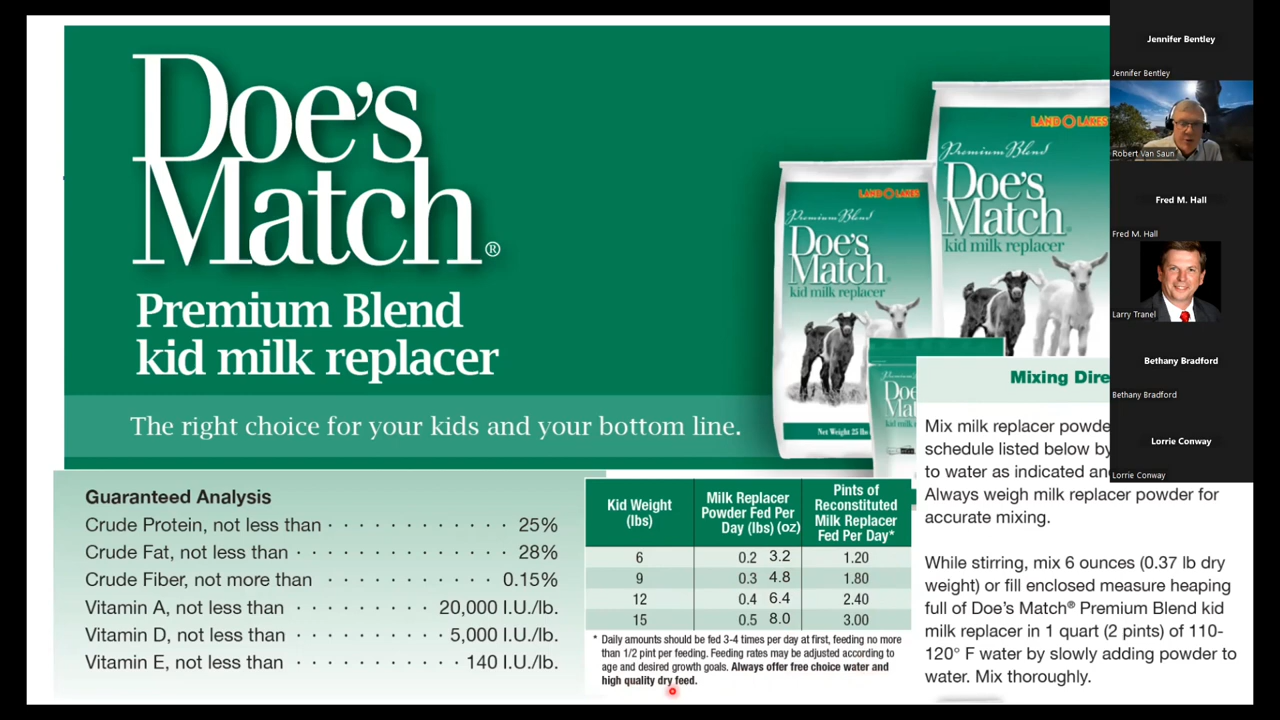 Doe's
Match®
Premium Blend
kid milk replacer
The right choice for your kids and your bottom line.
LAND O LAKES
Premium Blend
Doe's
Match
kid milk replacer
Net Weight 25 lbs
LAND O LAKES
Premium Blend
Doe's
Match
kid milk replacer
Guaranteed Analysis
Crude Protein, not less than · · · · · · · · · · · · 25%
Crude Fat, not less than · · · · · · · · · · · · · · · 28%
Crude Fiber, not more than · · · · · · · · · · · 0.15%
Vitamin A, not less than · · · · · · · · · 20,000 I.U./lb.
Vitamin D, not less than · · · · · · · · · 5,000 I.U./lb.
Vitamin E, not less than · · · · · · · · · · · 140 I.U./lb.
Kid Weight
(lbs)
Milk Replacer
Powder Fed Per
Day (lbs) (oz)
Pints of
Reconstituted
Milk Replacer
Fed Per Day*
6 0.2 3.2 1.20
9 0.3 4.8 1.80
12 0.4 6.4 2.40
15 0.5 8.0 3.00
* Daily amounts should be fed 3-4 times per day at first, feeding no more
than 1/2 pint per feeding. Feeding rates may be adjusted according to
age and desired growth goals. Always offer free choice water and
high quality dry feed.
Mixing Dire
Mix milk replacer powde
schedule listed below by
to water as indicated and
Always weigh milk replacer powder for
accurate mixing.
While stirring, mix 6 ounces (0.37 lb dry
weight) or fill enclosed measure heaping
full of Doe's Match® Premium Blend kid
milk replacer in 1 quart (2 pints) of 110-
120° F water by slowly adding powder to
water. Mix thoroughly.
Jennifer Bentley
Jennifer Bentley
Robert Van Saun
Fred M. Hall
Fred M. Hall
Larry Tranel
Bethany Bradford
Bethany Bradford
Lorrie Conway
Lorrie Conway